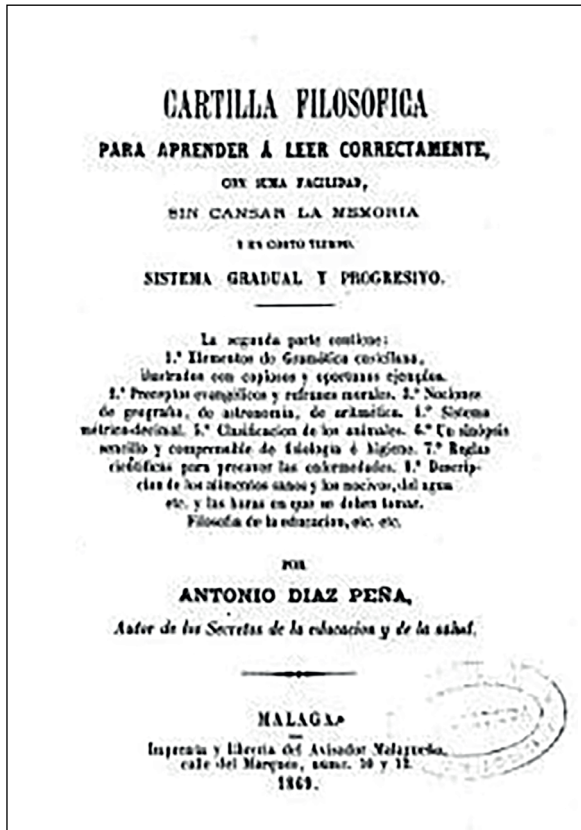 CARTILLA FILOSOFICA
PARA APRENDER Á LEER CORRECTAMENTE,
CON SUMA FACILIDAD,
SIN CANSAR LA MEMORIA
Y EN CORTO TIEMPO.
SISTEMA GRADUAL Y PROGRESIVO.
La segunda parte contiene:
1.º Elementos de Gramática castellana,
ilustrados con copiosos y oportunos ejemplos.
2.º Preceptos evangélicos y refranes morales. 3.º Nociones
de geografia, de astronomia, de aritmética. 4.º Sistema
métrico-decimal. 5.º Clasificacion de los animales. 6.º Un sinópsis
sencillo y comprensible de fisiologia é higiene. 7.º Reglas
científicas para precaver las enfermedades. 8.º Descrip-
cion de los alimentos sanos y los nocivos, del agua
etc. y las horas en que se deben tomar.
Filosofia de la educacion, etc. etc.
POR
ANTONIO DIAZ PEÑA,
Autor de los Secretos de la educacion y de la salud.
MALAGA.
Imprenta y Libreria del Avisador Malagueño,
calle del Marques, núms. 10 y 12.
1869.